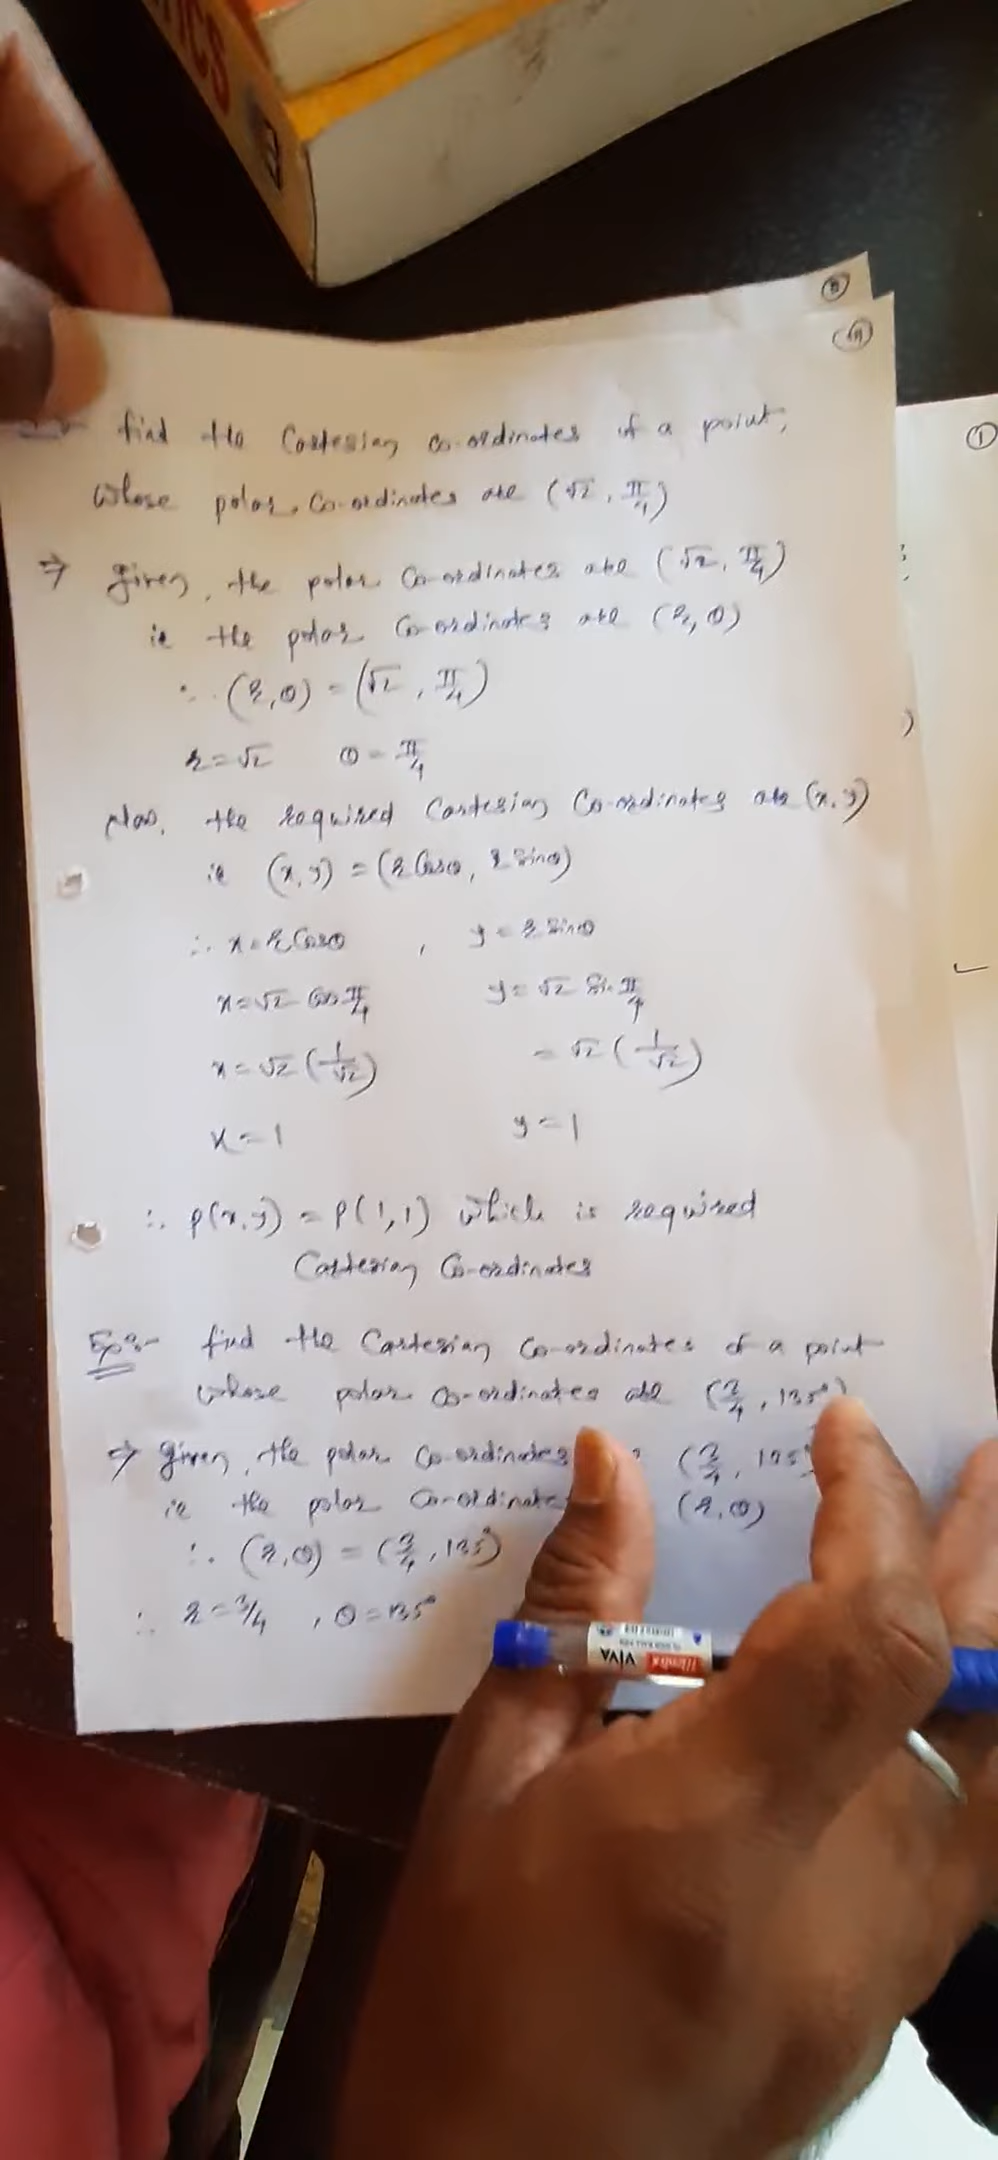 find the Cartesian co-ordinates of a point,
whose polar co-ordinates are (√2, π/4)
⇒ given, the polar co-ordinates are (√2, π/4)
ie the polar co-ordinates are (r, θ)
∴ (r, θ) = (√2, π/4)
r = √2 θ = π/4
Now, the required Cartesian co-ordinates are (x, y)
ie (x, y) = (r cosθ, r sinθ)
∴ x = r cosθ , y = r sinθ
x = √2 cos π/4 y = √2 sin π/4
x = √2 (1/√2) = √2 (1/√2)
x = 1 y = 1
∴ P(x, y) = P(1, 1) which is required
Cartesian co-ordinates
Ex:- find the Cartesian co-ordinates of a point
whose polar co-ordinates are (3/4, 135°)
⇒ given, the polar co-ordinates (3/4, 135°
ie the polar co-ordinate (r, θ)
∴ (r, θ) = (3/4, 135°)
∴ r = 3/4 , θ = 135°
VIVA
①